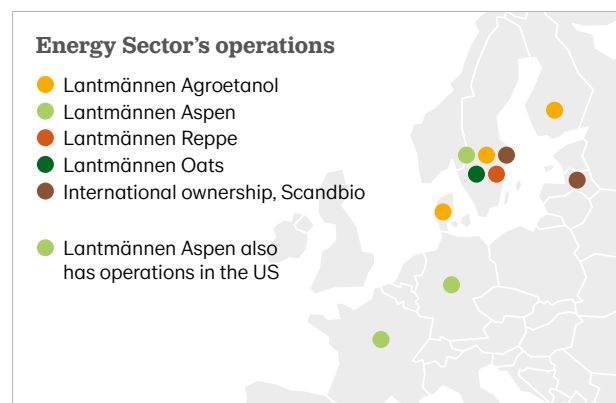 Energy Sector's operations
Lantmännen Agroetanol
Lantmännen Aspen
Lantmännen Reppe
Lantmännen Oats
International ownership, Scandbio
Lantmännen Aspen also
has operations in the US